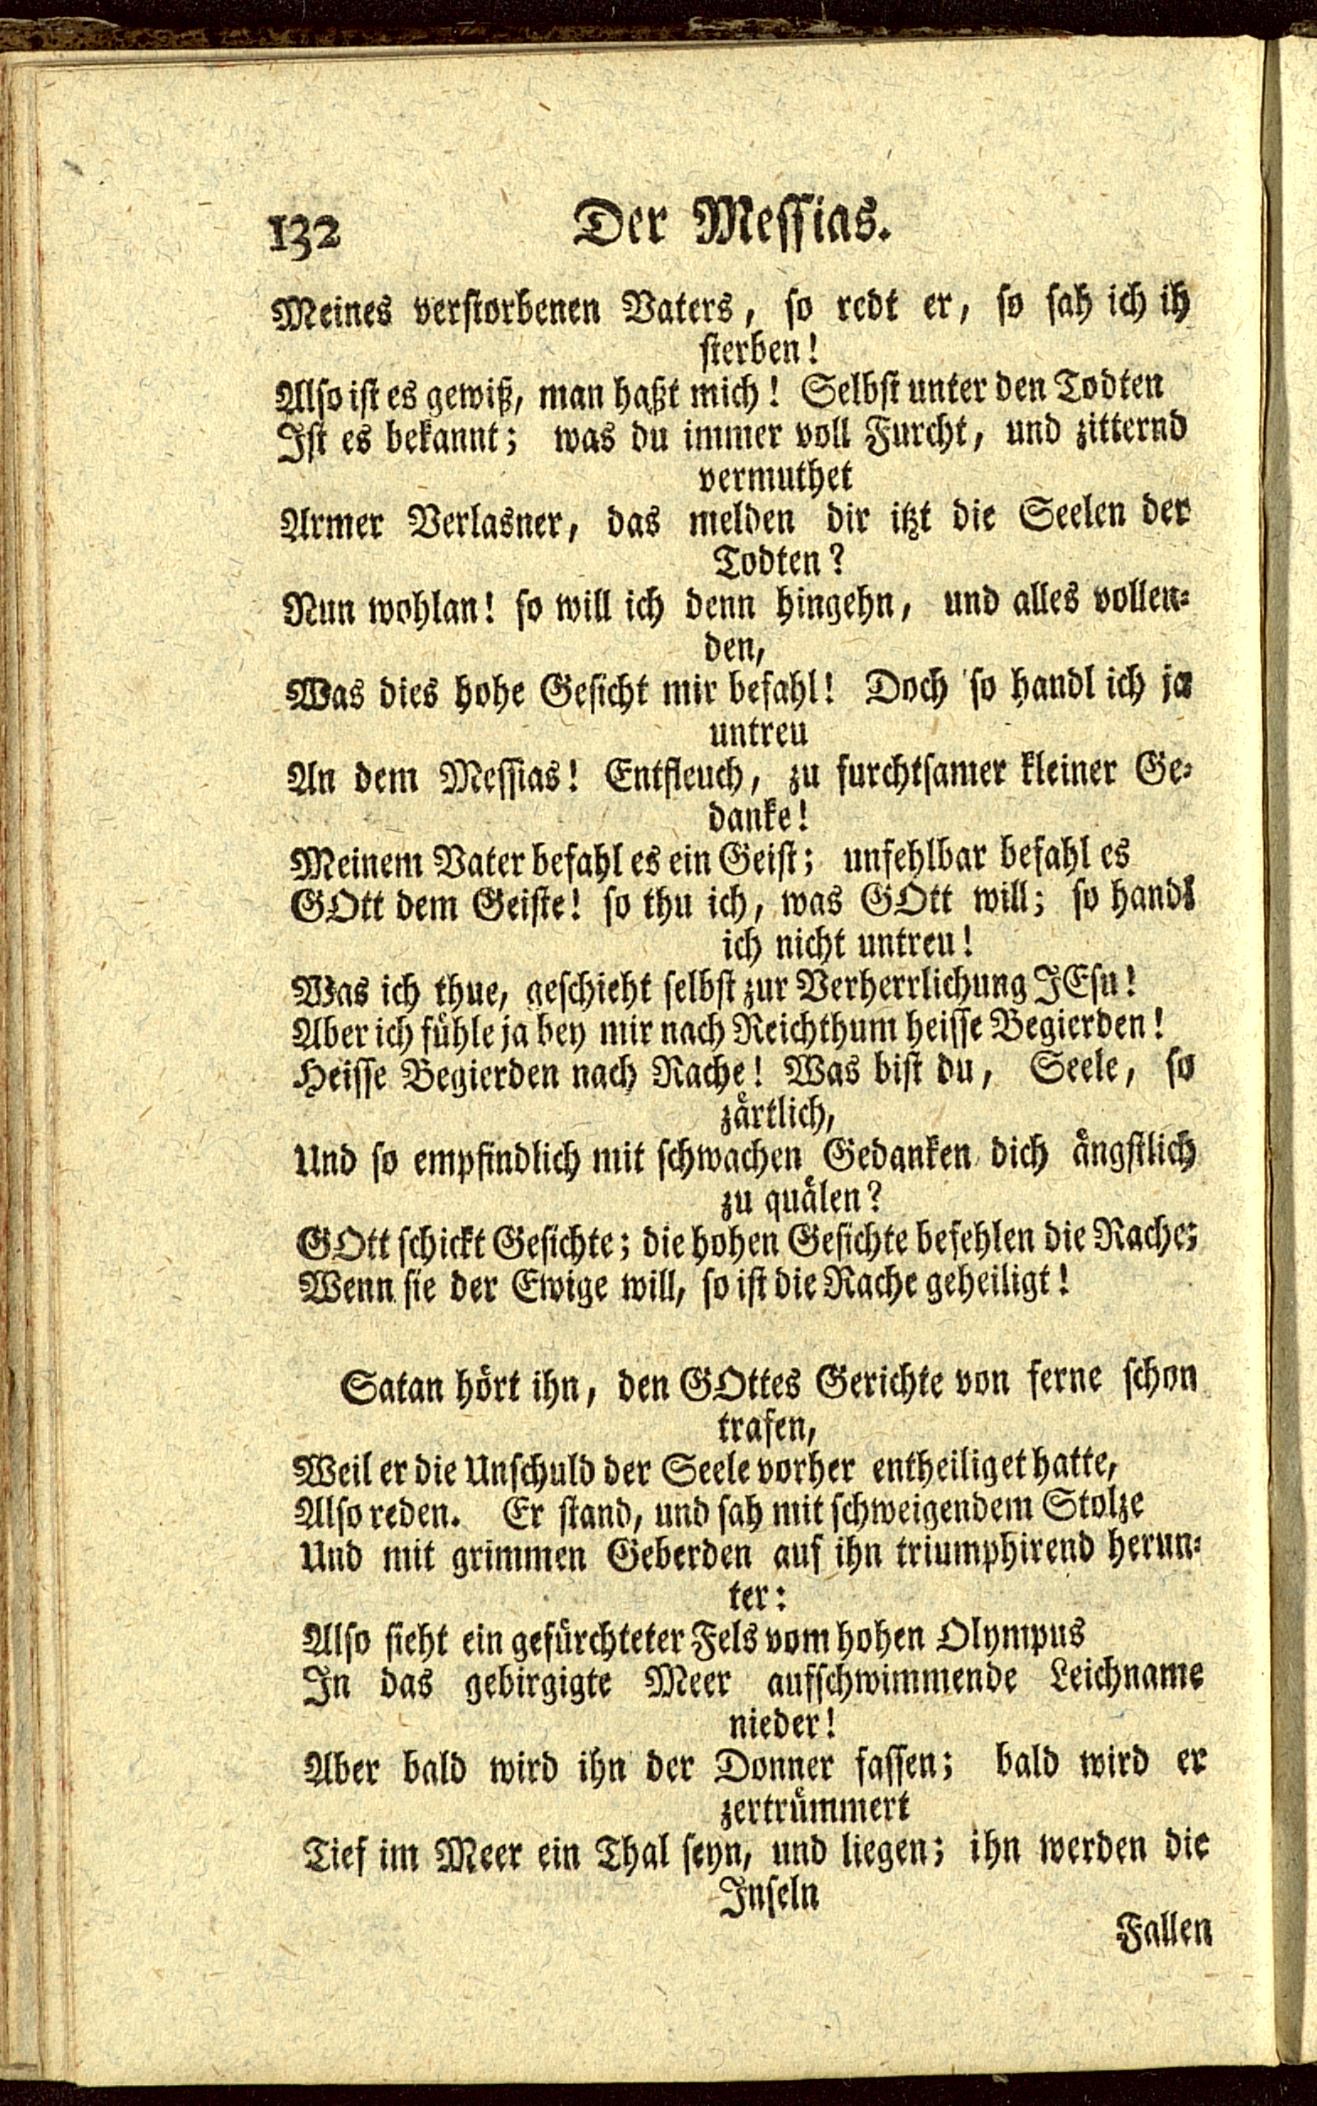 132 Der Messias.
Meines verstorbenen Vaters, so redt er, so sah ich ih
sterben!
Also ist es gewiß, man haßt mich! Selbst unter den Todten
Ist es bekannt; was du immer voll Furcht, und zitternd
vermuthet
Armer Verlasner, das melden dir itzt die Seelen der
Todten?
Nun wohlan! so will ich denn hingehn, und alles vollen-
den,
Was dies hohe Gesicht mir befahl! Doch so handl ich ja
untreu
An dem Messias! Entfleuch, zu furchtsamer kleiner Ge-
danke!
Meinem Vater befahl es ein Geist; unfehlbar befahl es
GOtt dem Geiste! so thu ich, was GOtt will; so handl
ich nicht untreu!
Was ich thue, geschieht selbst zur Verherrlichung JEsu!
Aber ich fühle ja bey mir nach Reichthum heisse Begierden!
Heisse Begierden nach Rache! Was bist du, Seele, so
zärtlich,
Und so empfindlich mit schwachen Gedanken dich ängstlich
zu quälen?
GOtt schickt Gesichte; die hohen Gesichte befehlen die Rache;
Wenn sie der Ewige will, so ist die Rache geheiligt!
Satan hört ihn, den GOttes Gerichte von ferne schon
trafen,
Weil er die Unschuld der Seele vorher entheiliget hatte,
Also reden. Er stand, und sah mit schweigendem Stolze
Und mit grimmen Geberden auf ihn triumphirend herun-
ter:
Also sieht ein gefürchteter Fels vom hohen Olympus
In das gebirgigte Meer aufschwimmende Leichname
nieder!
Aber bald wird ihn der Donner fassen; bald wird er
zertrümmert
Tief im Meer ein Thal seyn, und liegen; ihn werden die
Inseln
Fallen